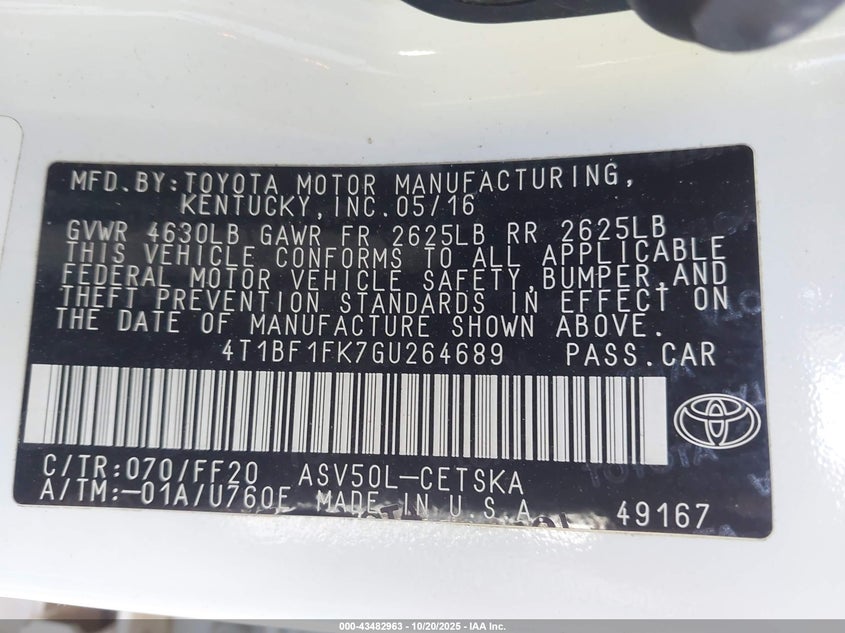 MFD.BY:TOYOTA MOTOR MANUFACTURING,
KENTUCKY,INC.05/16
GVWR 4630LB GAWR FR 2625LB RR 2625LB
THIS VEHICLE CONFORMS TO ALL APPLICABLE
FEDERAL MOTOR VEHICLE SAFETY,BUMPER,AND
THEFT PREVENTION STANDARDS IN EFFECT ON
THE DATE OF MANUFACTURE SHOWN ABOVE.
4T1BF1FK7GU264689 PASS.CAR
C/TR:070/FF20 ASV50L-CETSKA
A/TM:-01A/U760E MADE IN U.S.A. 49167
TOYOTA
000-43482963 - 10/20/2025 - IAA Inc.